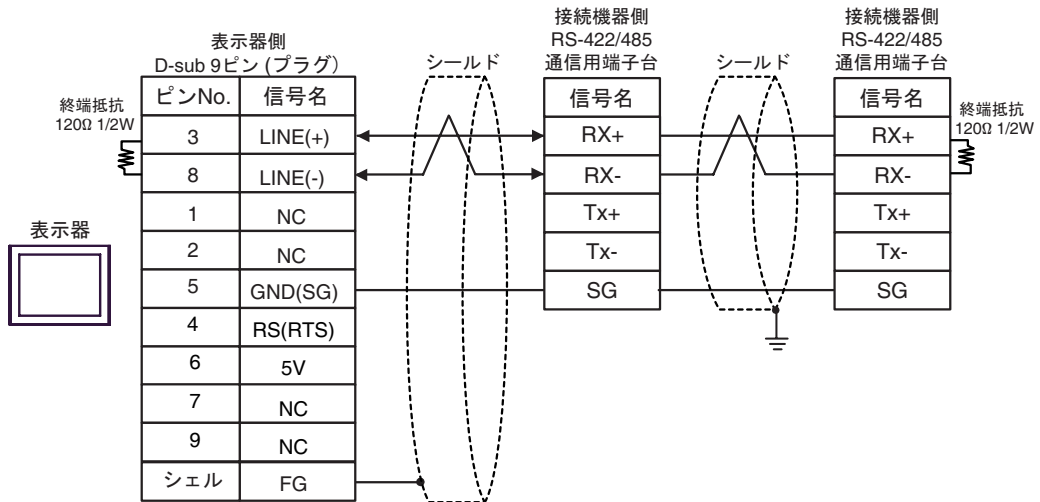 表示器側
D-sub 9ピン (プラグ)
ピンNo. 信号名
3 LINE(+)
8 LINE(-)
1 NC
2 NC
5 GND(SG)
4 RS(RTS)
6 5V
7 NC
9 NC
シェル FG
終端抵抗
120Ω 1/2W
表示器
シールド
接続機器側
RS-422/485
通信用端子台
信号名
RX+
RX-
Tx+
Tx-
SG
シールド
接続機器側
RS-422/485
通信用端子台
信号名
RX+
RX-
Tx+
Tx-
SG
終端抵抗
120Ω 1/2W